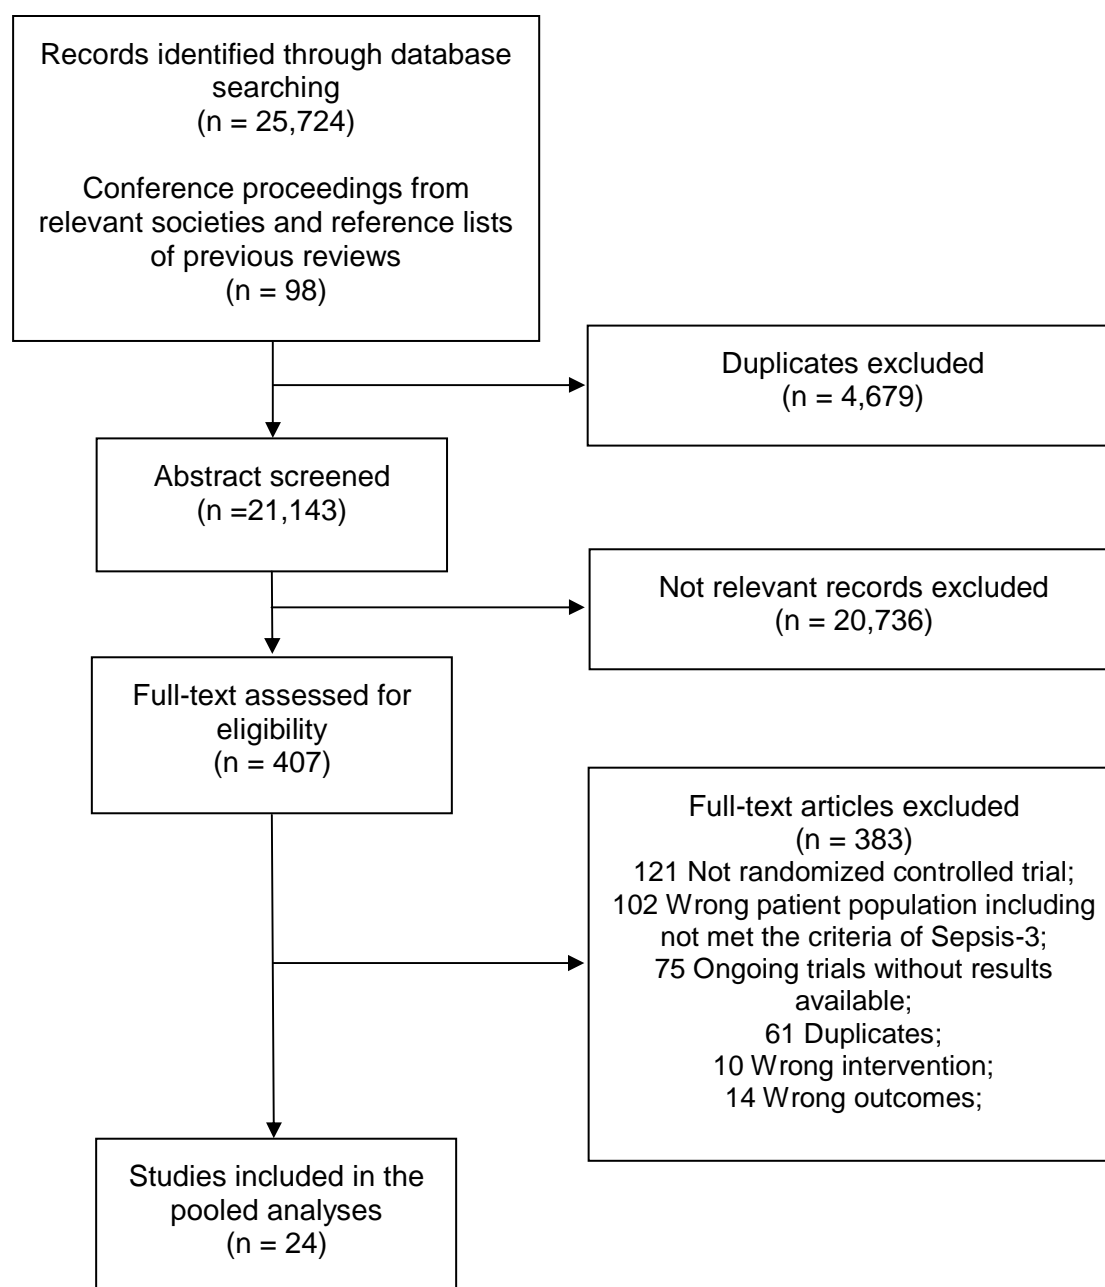 Records identified through database
searching
(n = 25,724)
Conference proceedings from
relevant societies and reference lists
of previous reviews
(n = 98)
Duplicates excluded
(n = 4,679)
Abstract screened
(n =21,143)
Not relevant records excluded
(n = 20,736)
Full-text assessed for
eligibility
(n = 407)
Full-text articles excluded
(n = 383)
121 Not randomized controlled trial;
102 Wrong patient population including
not met the criteria of Sepsis-3;
75 Ongoing trials without results
available;
61 Duplicates;
10 Wrong intervention;
14 Wrong outcomes;
Studies included in the
pooled analyses
(n = 24)